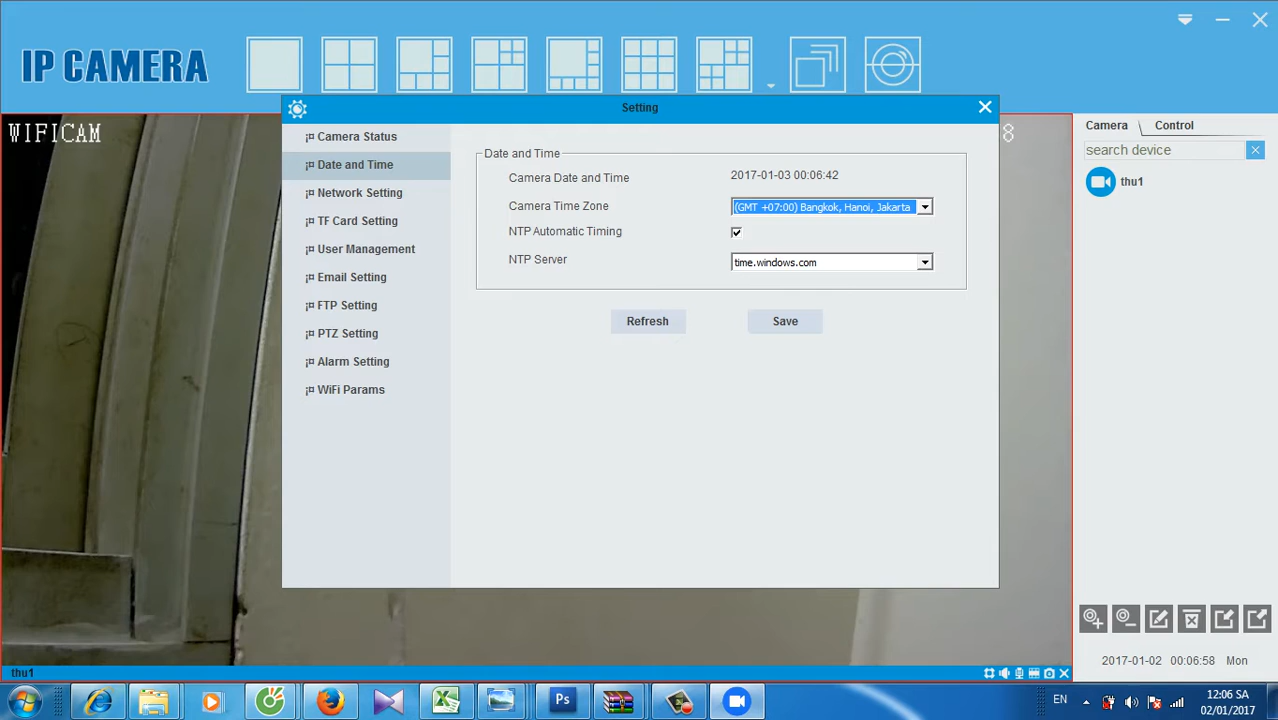 IP CAMERA
Setting
WIFICAM
8
Camera Status
Date and Time
Network Setting
TF Card Setting
User Management
Email Setting
FTP Setting
PTZ Setting
Alarm Setting
WiFi Params
Date and Time
Camera Date and Time 2017-01-03 00:06:42
Camera Time Zone (GMT +07:00) Bangkok, Hanoi, Jakarta
NTP Automatic Timing
NTP Server time.windows.com
Refresh Save
Camera Control
search device
thu1
2017-01-02 00:06:58 Mon
thu1
Ps
EN
12:06 SA
02/01/2017